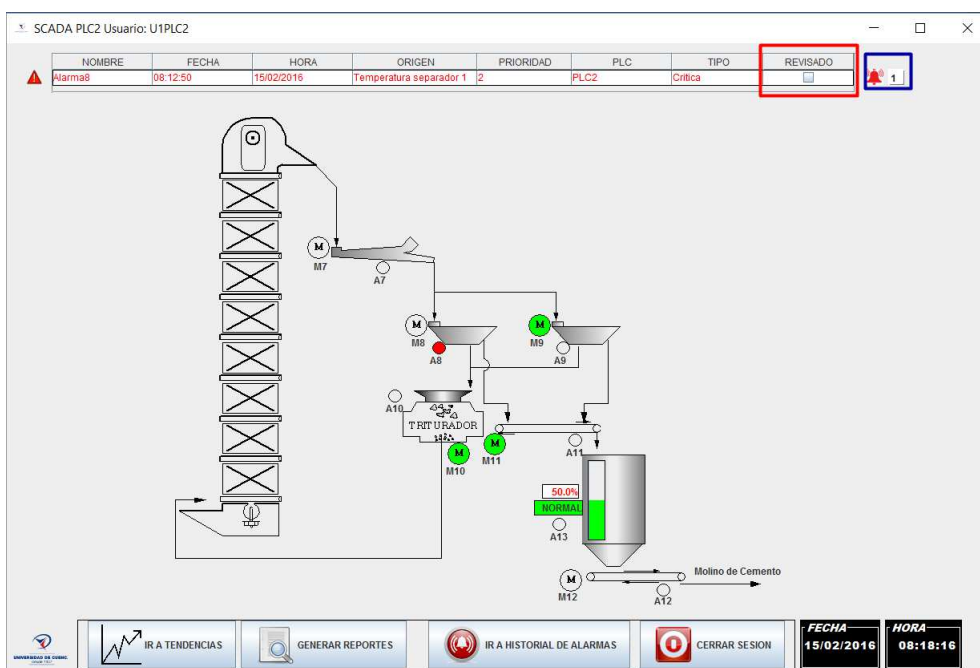 SCADA PLC2 Usuario: U1PLC2
NOMBRE FECHA HORA ORIGEN PRIORIDAD PLC TIPO REVISADO
Alarma8 08:12:50 15/02/2016 Temperatura separador 1 2 PLC2 Critica
1
M
M7
A7
M M
M8 M9
A8 A9
A10
TRITURADOR
M M
M11 A11
M10
50.0%
NORMAL
A13
Molino de Cemento
M
M12 A12
IR A TENDENCIAS GENERAR REPORTES IR A HISTORIAL DE ALARMAS CERRAR SESION
FECHA HORA
15/02/2016 08:18:16
UNIVERSIDAD DE CUENCA